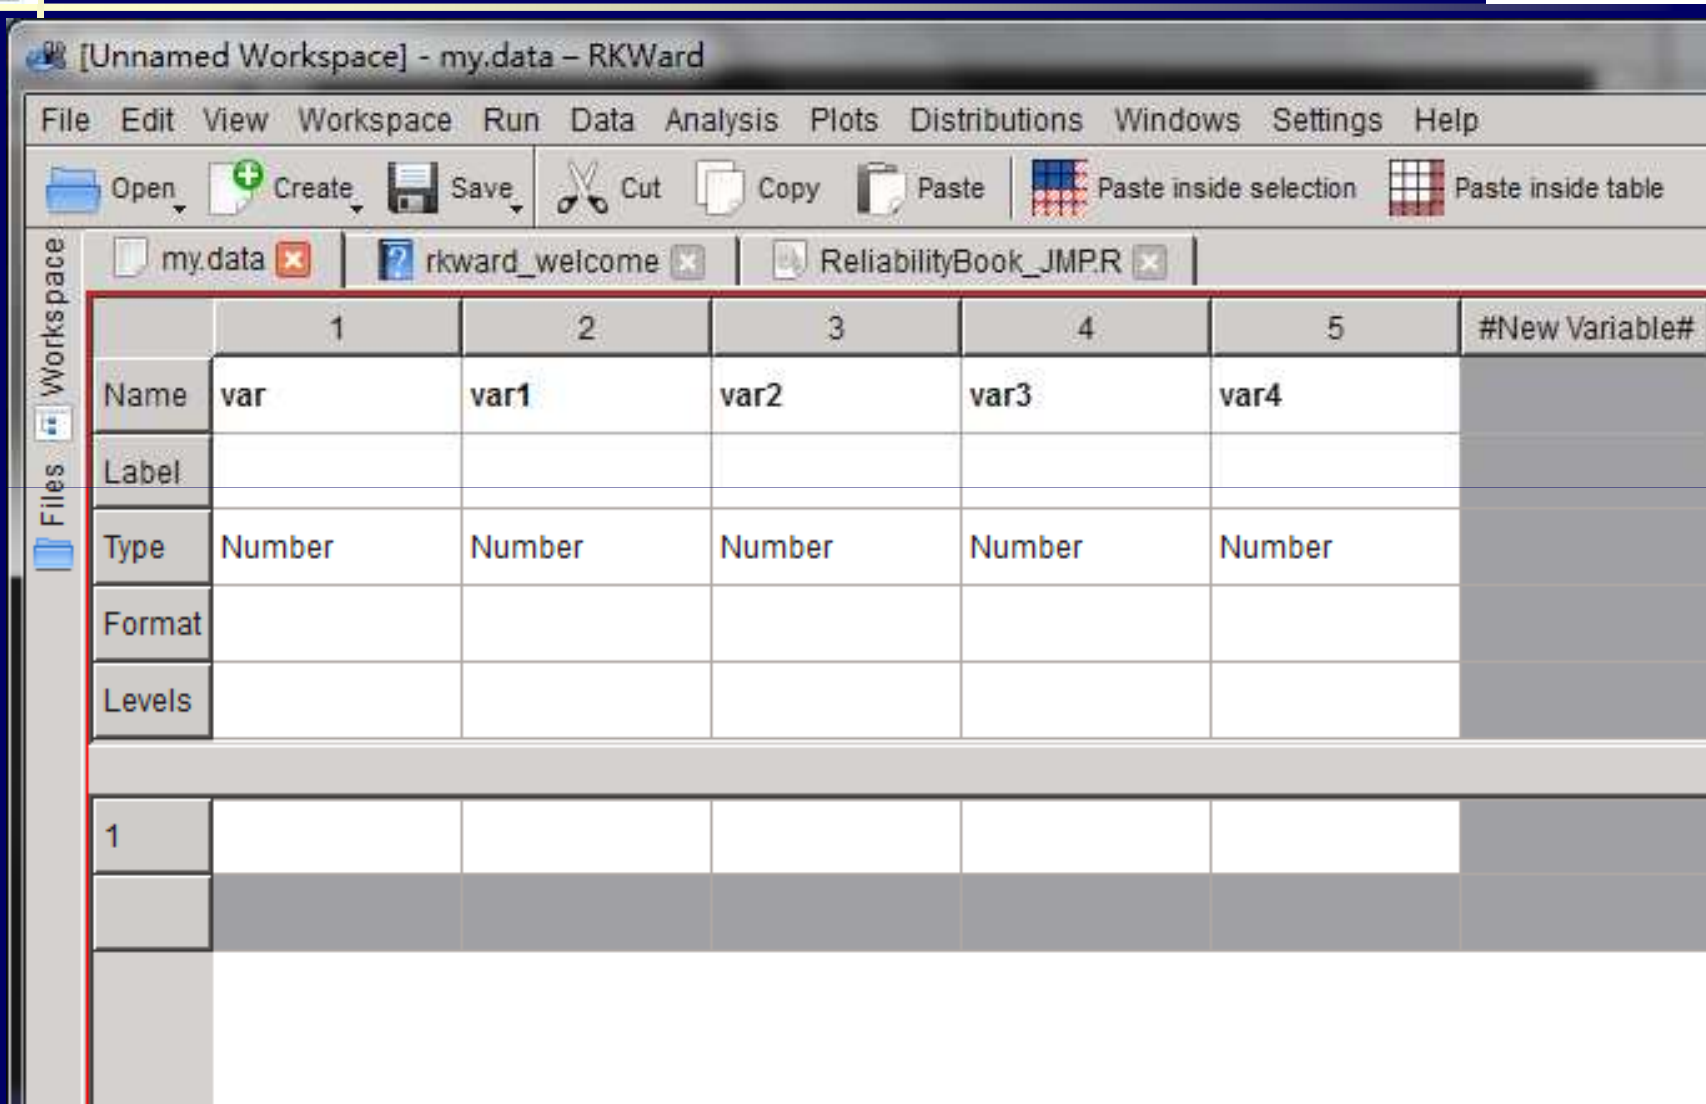 [Unnamed Workspace] - my.data – RKWard
File Edit View Workspace Run Data Analysis Plots Distributions Windows Settings Help
Open Create Save Cut Copy Paste Paste inside selection Paste inside table
my.data rkward_welcome ReliabilityBook_JMP.R
Workspace
Files
1 2 3 4 5 #New Variable#
Name var var1 var2 var3 var4
Label
Type Number Number Number Number Number
Format
Levels
1